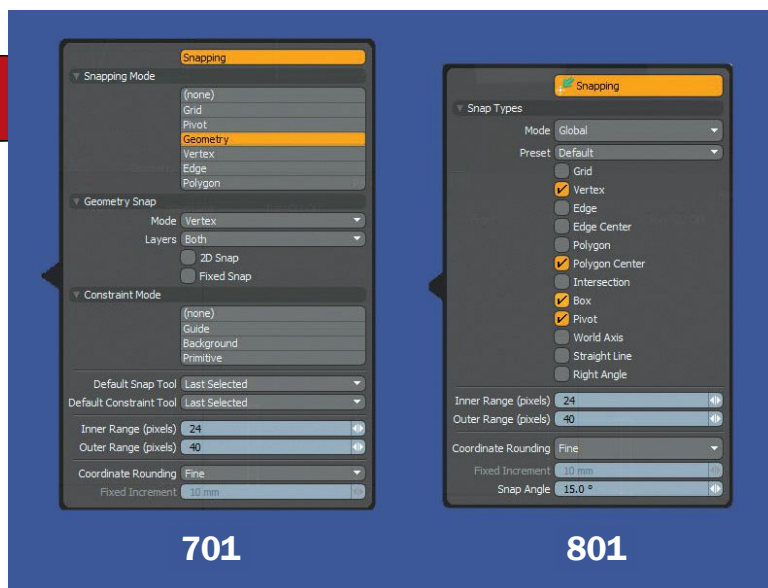 Snapping
Snapping Mode
(none)
Grid
Pivot
Geometry
Vertex
Edge
Polygon
Geometry Snap
Mode Vertex
Layers Both
2D Snap
Fixed Snap
Constraint Mode
(none)
Guide
Background
Primitive
Default Snap Tool Last Selected
Default Constraint Tool Last Selected
Inner Range (pixels) 24
Outer Range (pixels) 40
Coordinate Rounding Fine
Fixed Increment 10 mm
701
Snapping
Snap Types
Mode Global
Preset Default
Grid
Vertex
Edge
Edge Center
Polygon
Polygon Center
Intersection
Box
Pivot
World Axis
Straight Line
Right Angle
Inner Range (pixels) 24
Outer Range (pixels) 40
Coordinate Rounding Fine
Fixed Increment 10 mm
Snap Angle 15.0 °
801